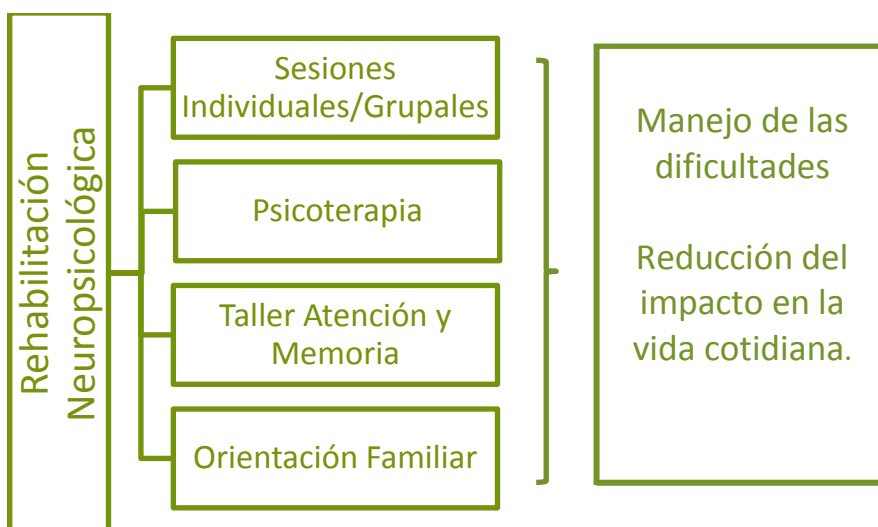 Rehabilitación
Neuropsicológica
Sesiones
Individuales/Grupales
Psicoterapia
Taller Atención y
Memoria
Orientación Familiar
Manejo de las
dificultades
Reducción del
impacto en la
vida cotidiana.